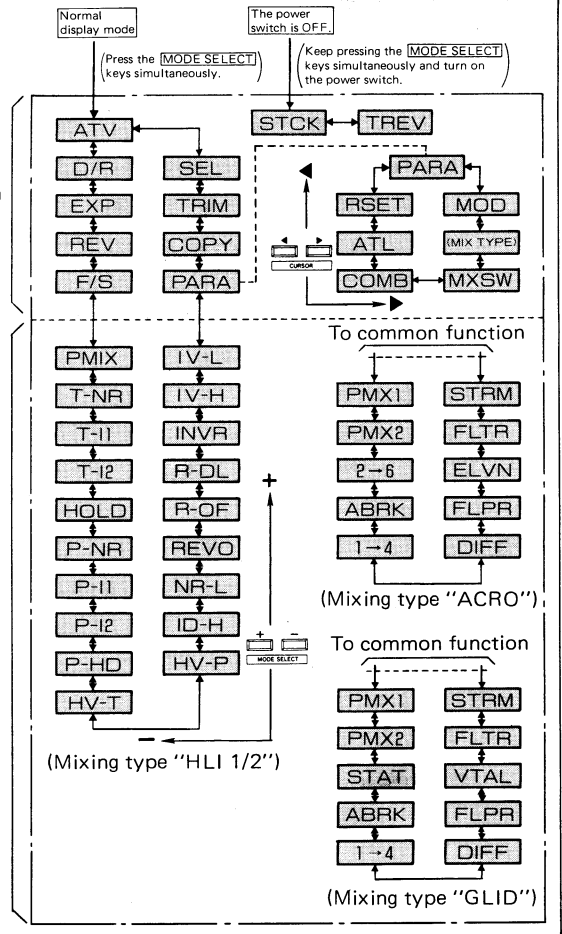 Normal
display mode
(Press the MODE SELECT
keys simultaneously.)
The power
switch is OFF.
(Keep pressing the MODE SELECT
keys simultaneously and turn on
the power switch.)
ATV
D/R
EXP
REV
F/S
SEL
TRIM
COPY
PARA
STCK
TREV
PARA
RSET
MOD
ATL
(MIX TYPE)
COMB
MXSW
◀ ▶
CURSOR
PMIX
T-NR
T-I1
T-I2
HOLD
P-NR
P-I1
P-I2
P-HD
HV-T
IV-L
IV-H
INVR
R-DL
R-OF
REVO
NR-L
ID-H
HV-P
+
+ −
MODE SELECT
−
(Mixing type "HLI 1/2")
To common function
PMX1
PMX2
2→6
ABRK
1→4
STRM
FLTR
ELVN
FLPR
DIFF
(Mixing type "ACRO")
To common function
PMX1
PMX2
STAT
ABRK
1→4
STRM
FLTR
VTAL
FLPR
DIFF
(Mixing type "GLID")